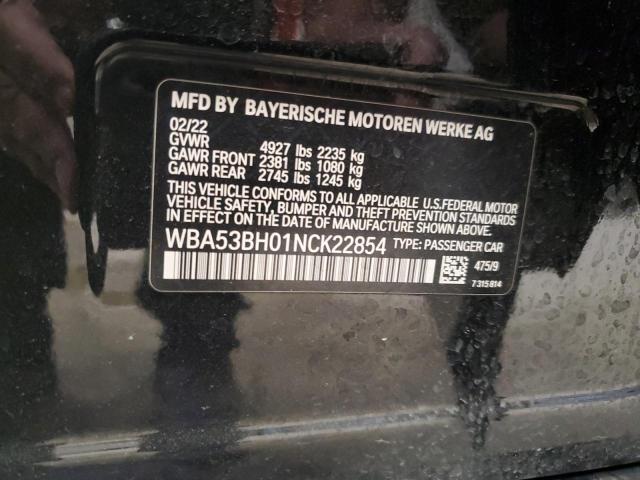 MFD BY BAYERISCHE MOTOREN WERKE AG
02/22
GVWR 4927 lbs 2235 kg
GAWR FRONT 2381 lbs 1080 kg
GAWR REAR 2745 lbs 1245 kg
THIS VEHICLE CONFORMS TO ALL APPLICABLE U.S.FEDERAL MOTOR
VEHICLE SAFETY, BUMPER AND THEFT PREVENTION STANDARDS
IN EFFECT ON THE DATE OF MANUFACTURE SHOWN ABOVE.
WBA53BH01NCK22854 TYPE: PASSENGER CAR
475/9
7 315 814